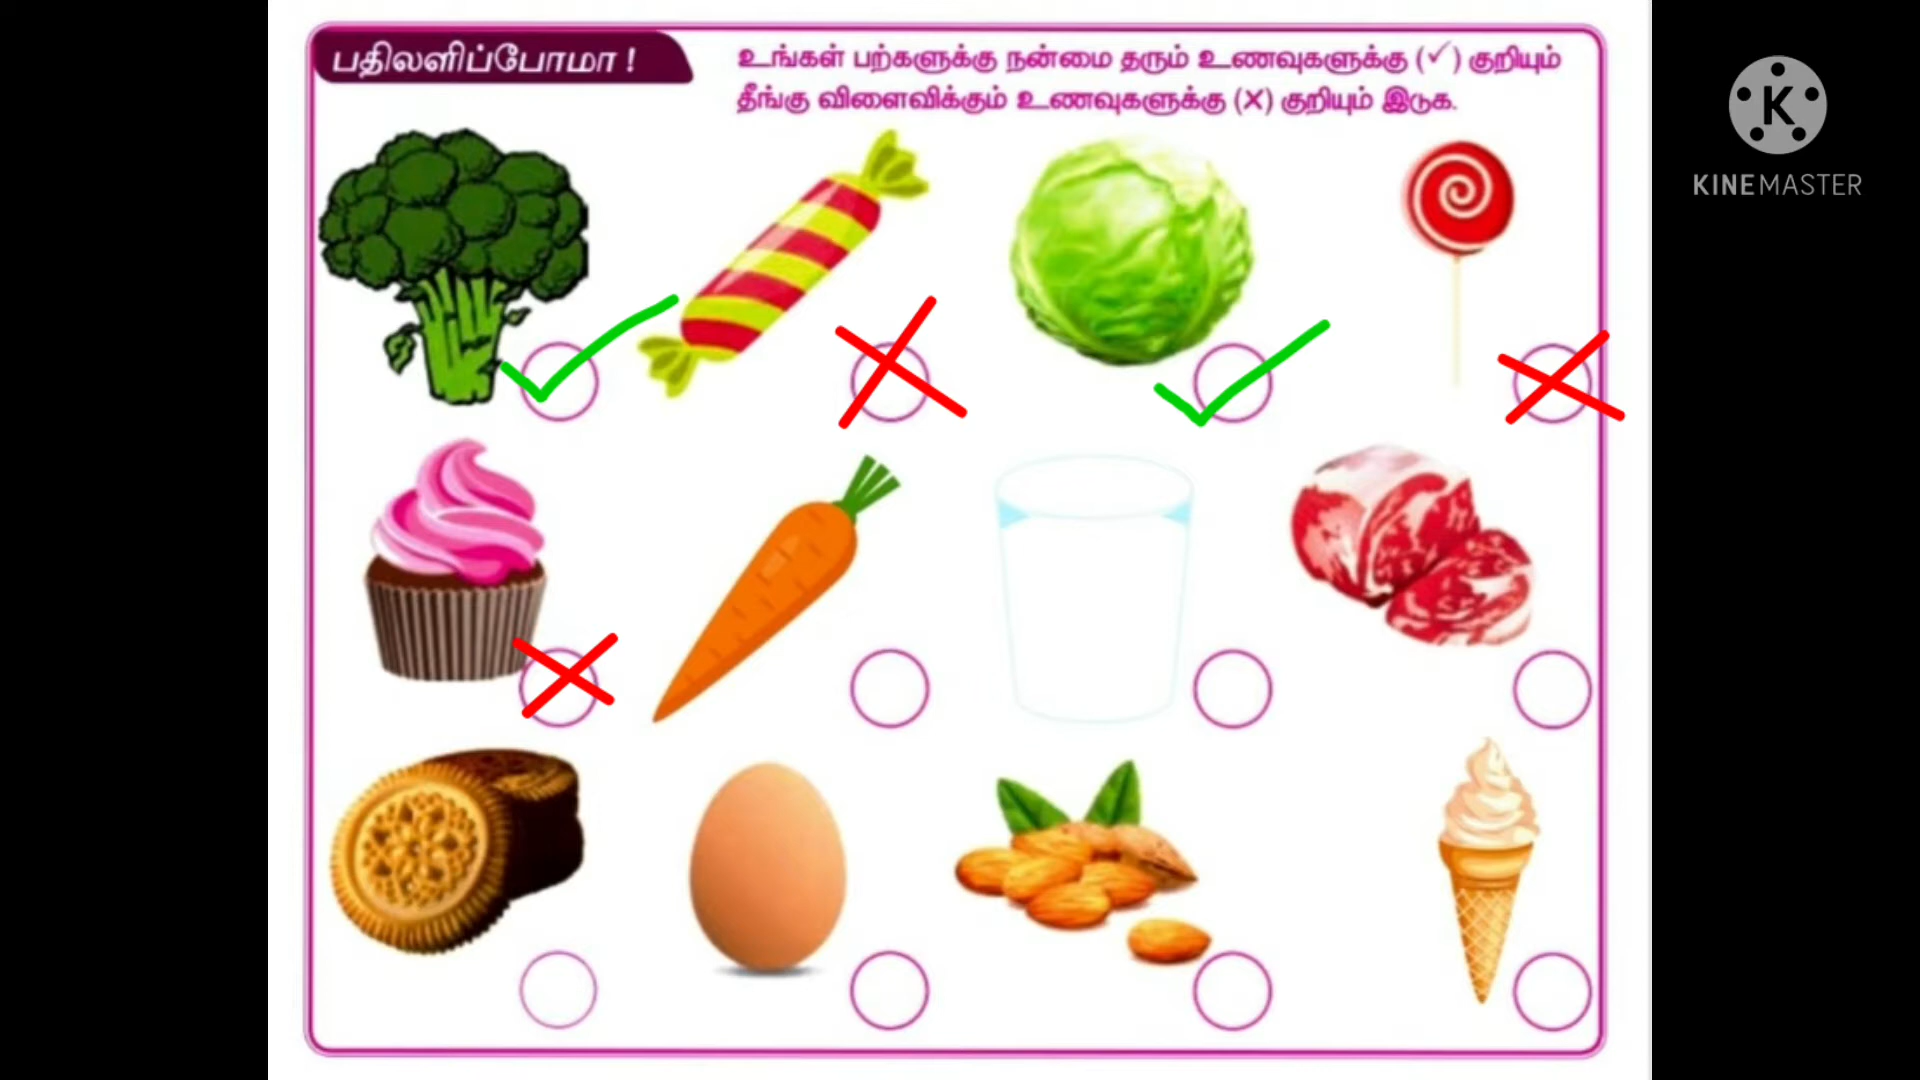 பதிலளிப்போமா !
உங்கள் பற்களுக்கு நன்மை தரும் உணவுகளுக்கு (✓) குறியும்
தீங்கு விளைவிக்கும் உணவுகளுக்கு (✗) குறியும் இடுக.
K
KINEMASTER